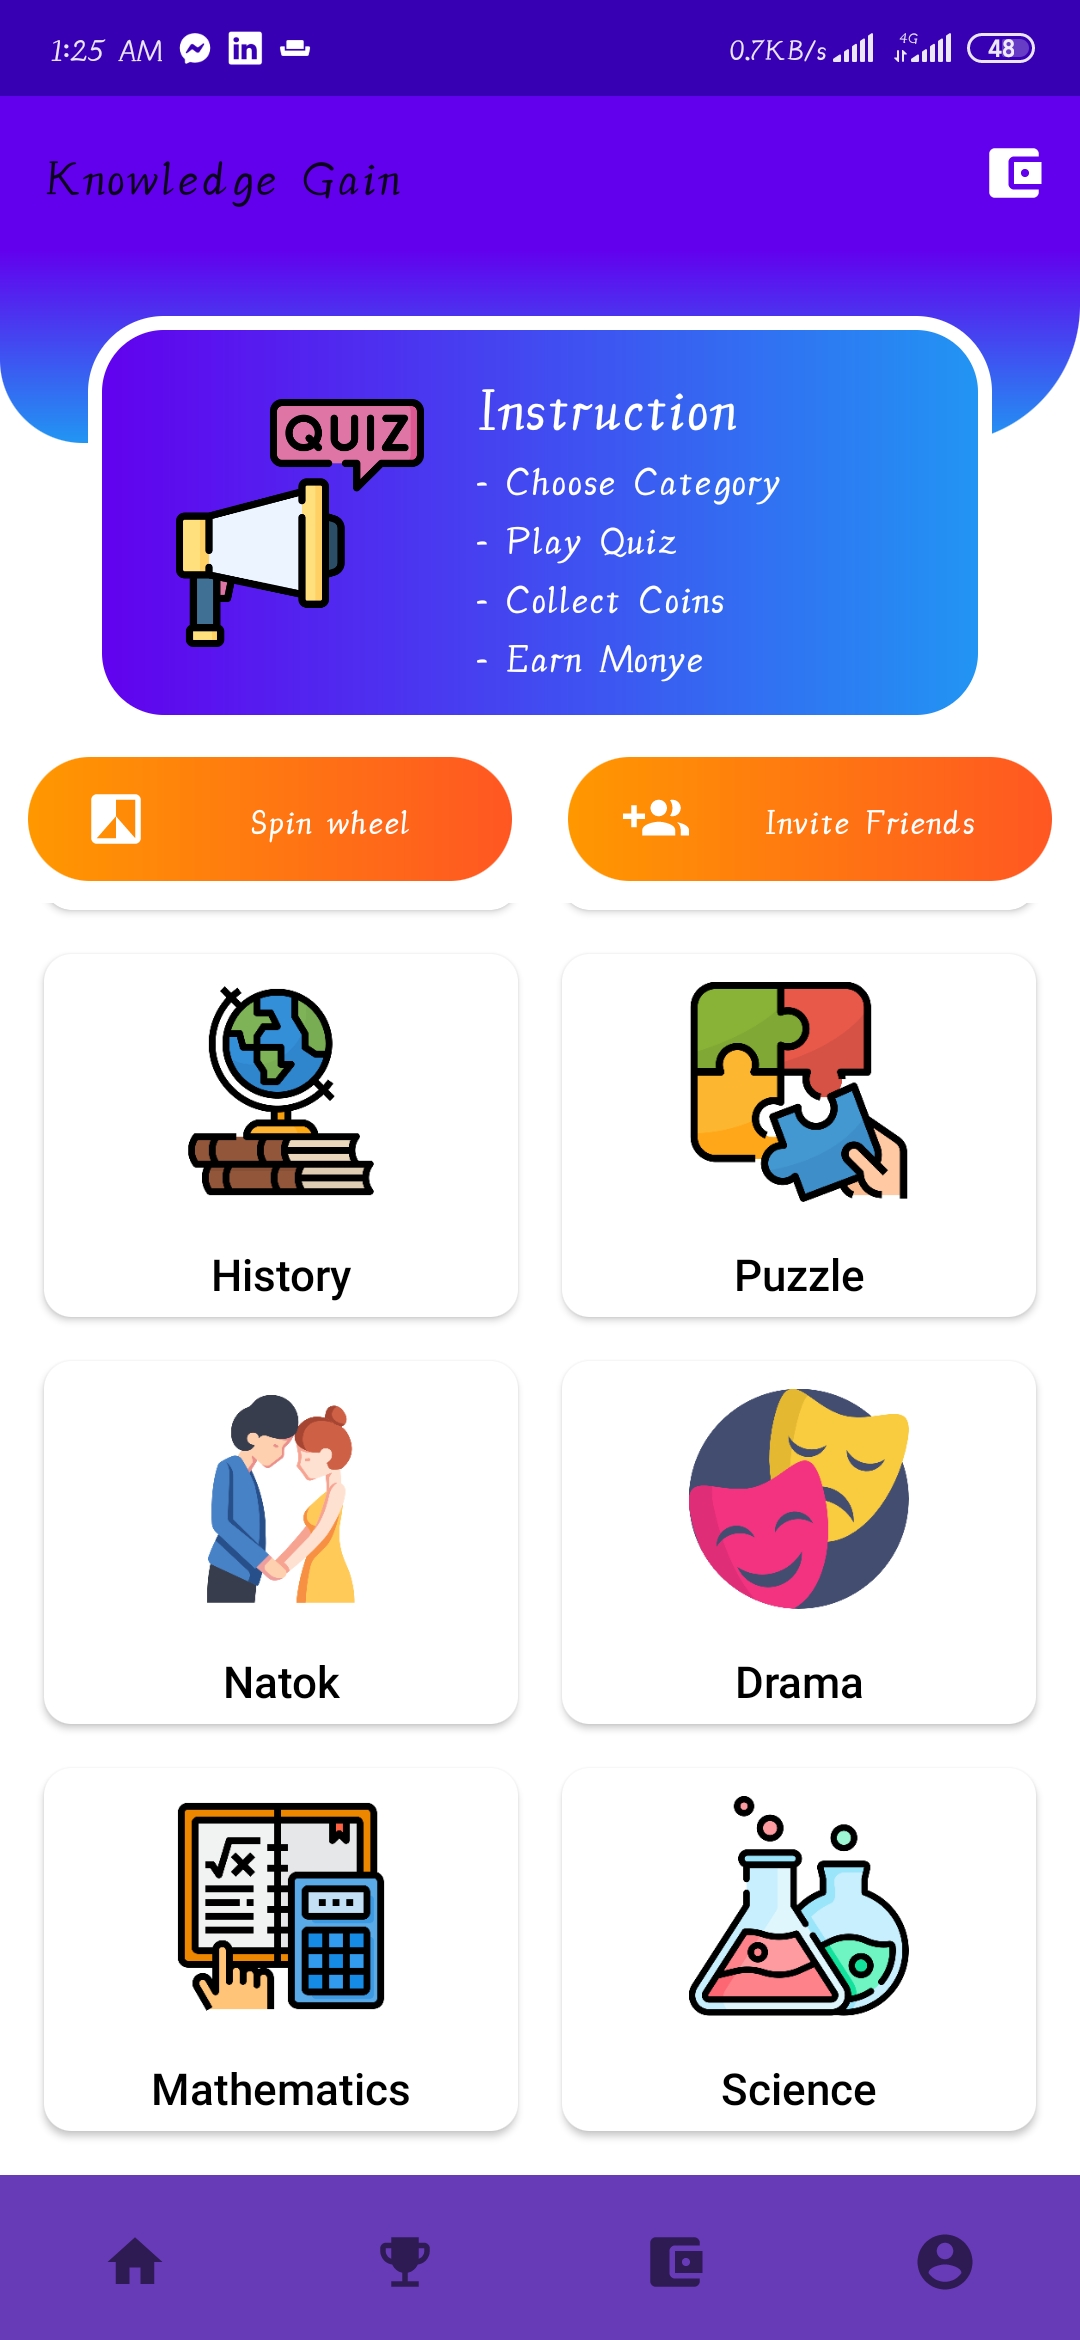 1:25 AM 0.7KB/s 4G 48
Knowledge Gain
QUIZ
Instruction
- Choose Category
- Play Quiz
- Collect Coins
- Earn Monye
Spin wheel
Invite Friends
History
Puzzle
Natok
Drama
√x
Mathematics
Science